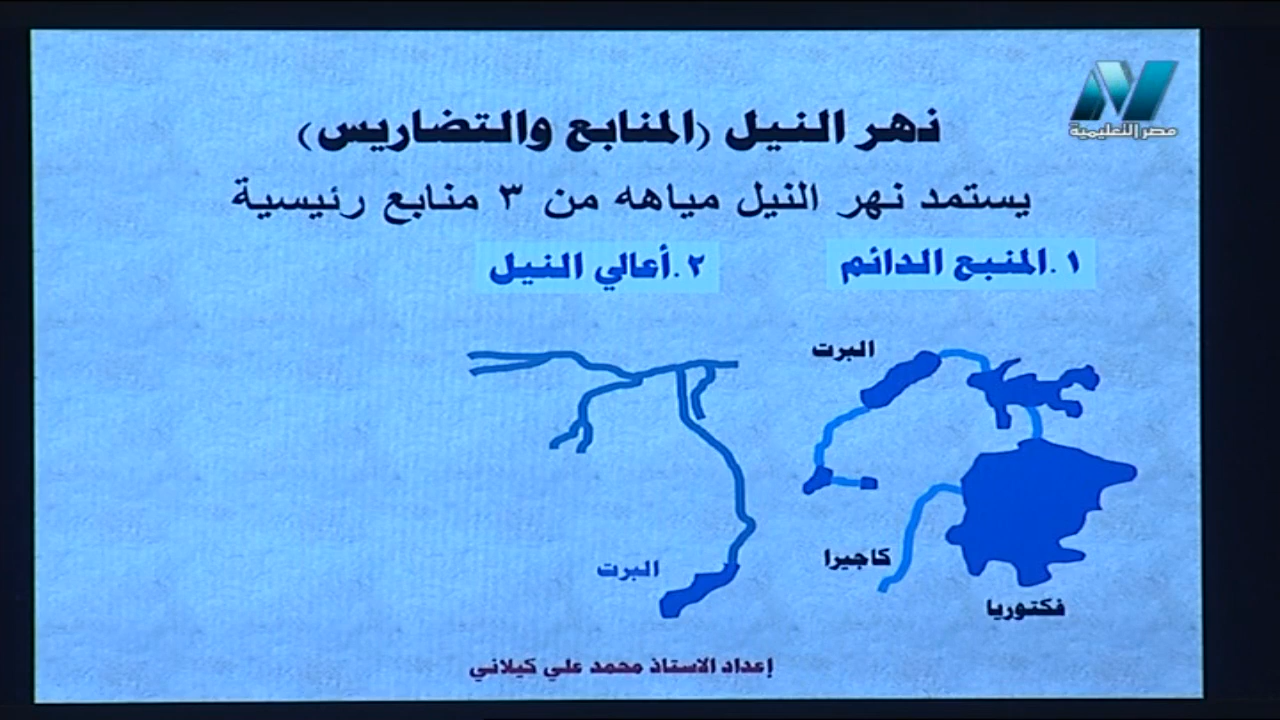 مصر التعليمية
نهر النيل (المنابع والتضاريس)
يستمد نهر النيل مياهه من ٣ منابع رئيسية
١.المنبع الدائم
٢.أعالي النيل
البرت
كاجيرا
فكتوريا
البرت
إعداد الاستاذ محمد علي كيلاني